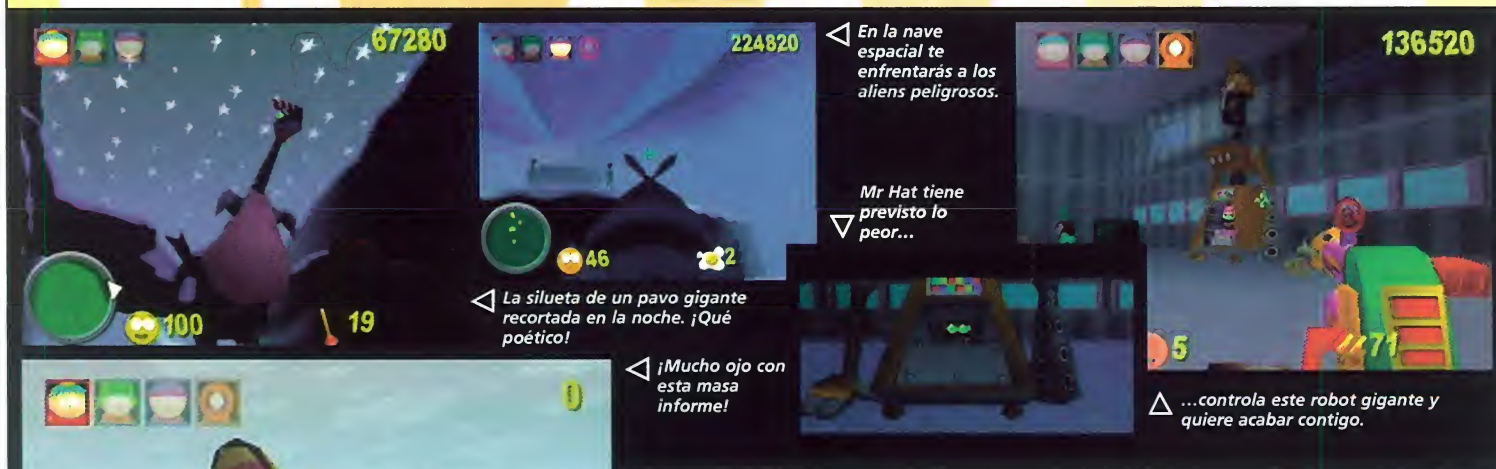 67280
224820
En la nave
espacial te
enfrentarás a los
aliens peligrosos.
136520
Mr Hat tiene
previsto lo
peor...
46
2
100
19
La silueta de un pavo gigante
recortada en la noche. ¡Qué
poético!
5
71
¡Mucho ojo con
esta masa
informe!
0
...controla este robot gigante y
quiere acabar contigo.